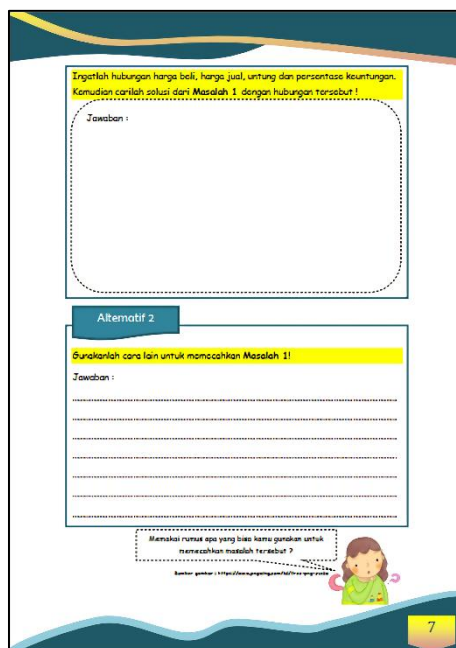 Ingatlah hubungan harga beli, harga jual, untung dan persentase keuntungan.
Kemudian carilah solusi dari Masalah 1 dengan hubungan tersebut !
Jawaban :
Alternatif 2
Gunakanlah cara lain untuk memecahkan Masalah 1!
Jawaban :
Memakai rumus apa yang bisa kamu gunakan untuk
memecahkan masalah tersebut ?
Sumber gambar :
7